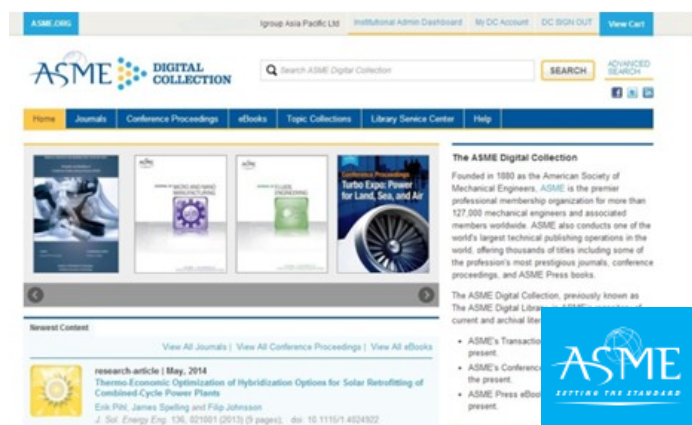 ASME.ORG
Igroup Asia Pacific Ltd
Institutional Admin Dashboard
My DC Account
DC SIGN OUT
View Cart
ASME
DIGITAL
COLLECTION
Search ASME Digital Collection
SEARCH
ADVANCED
SEARCH
Home
Journals
Conference Proceedings
eBooks
Topic Collections
Library Service Center
Help
MICRO AND NANO
MANUFACTURING
FLUIDS
ENGINEERING
Conference Proceedings
Turbo Expo: Power
for Land, Sea, and Air
The ASME Digital Collection
Founded in 1880 as the American Society of
Mechanical Engineers, ASME is the premier
professional membership organization for more than
127,000 mechanical engineers and associated
members worldwide. ASME also conducts one of the
world's largest technical publishing operations in the
world, offering thousands of titles including some of
the profession's most prestigious journals, conference
proceedings, and ASME Press books.
The ASME Digital Collection, previously known as
The ASME Digital
current and archival
ASME's
present.
ASME's
the present.
ASME Press
present.
Newest Content
View All Journals | View All Conference Proceedings | View All eBooks
research-article | May, 2014
Thermo-Economic Optimization of Hybridization Options for Solar Retrofitting of
Combined-Cycle Power Plants
Erik Pihl, James Spelling and Filip Johnsson
J. Sol. Energy Eng. 136, 021001 (2013) (9 pages), doi: 10.1115/1.4024922
ASME
SETTING THE STANDARD